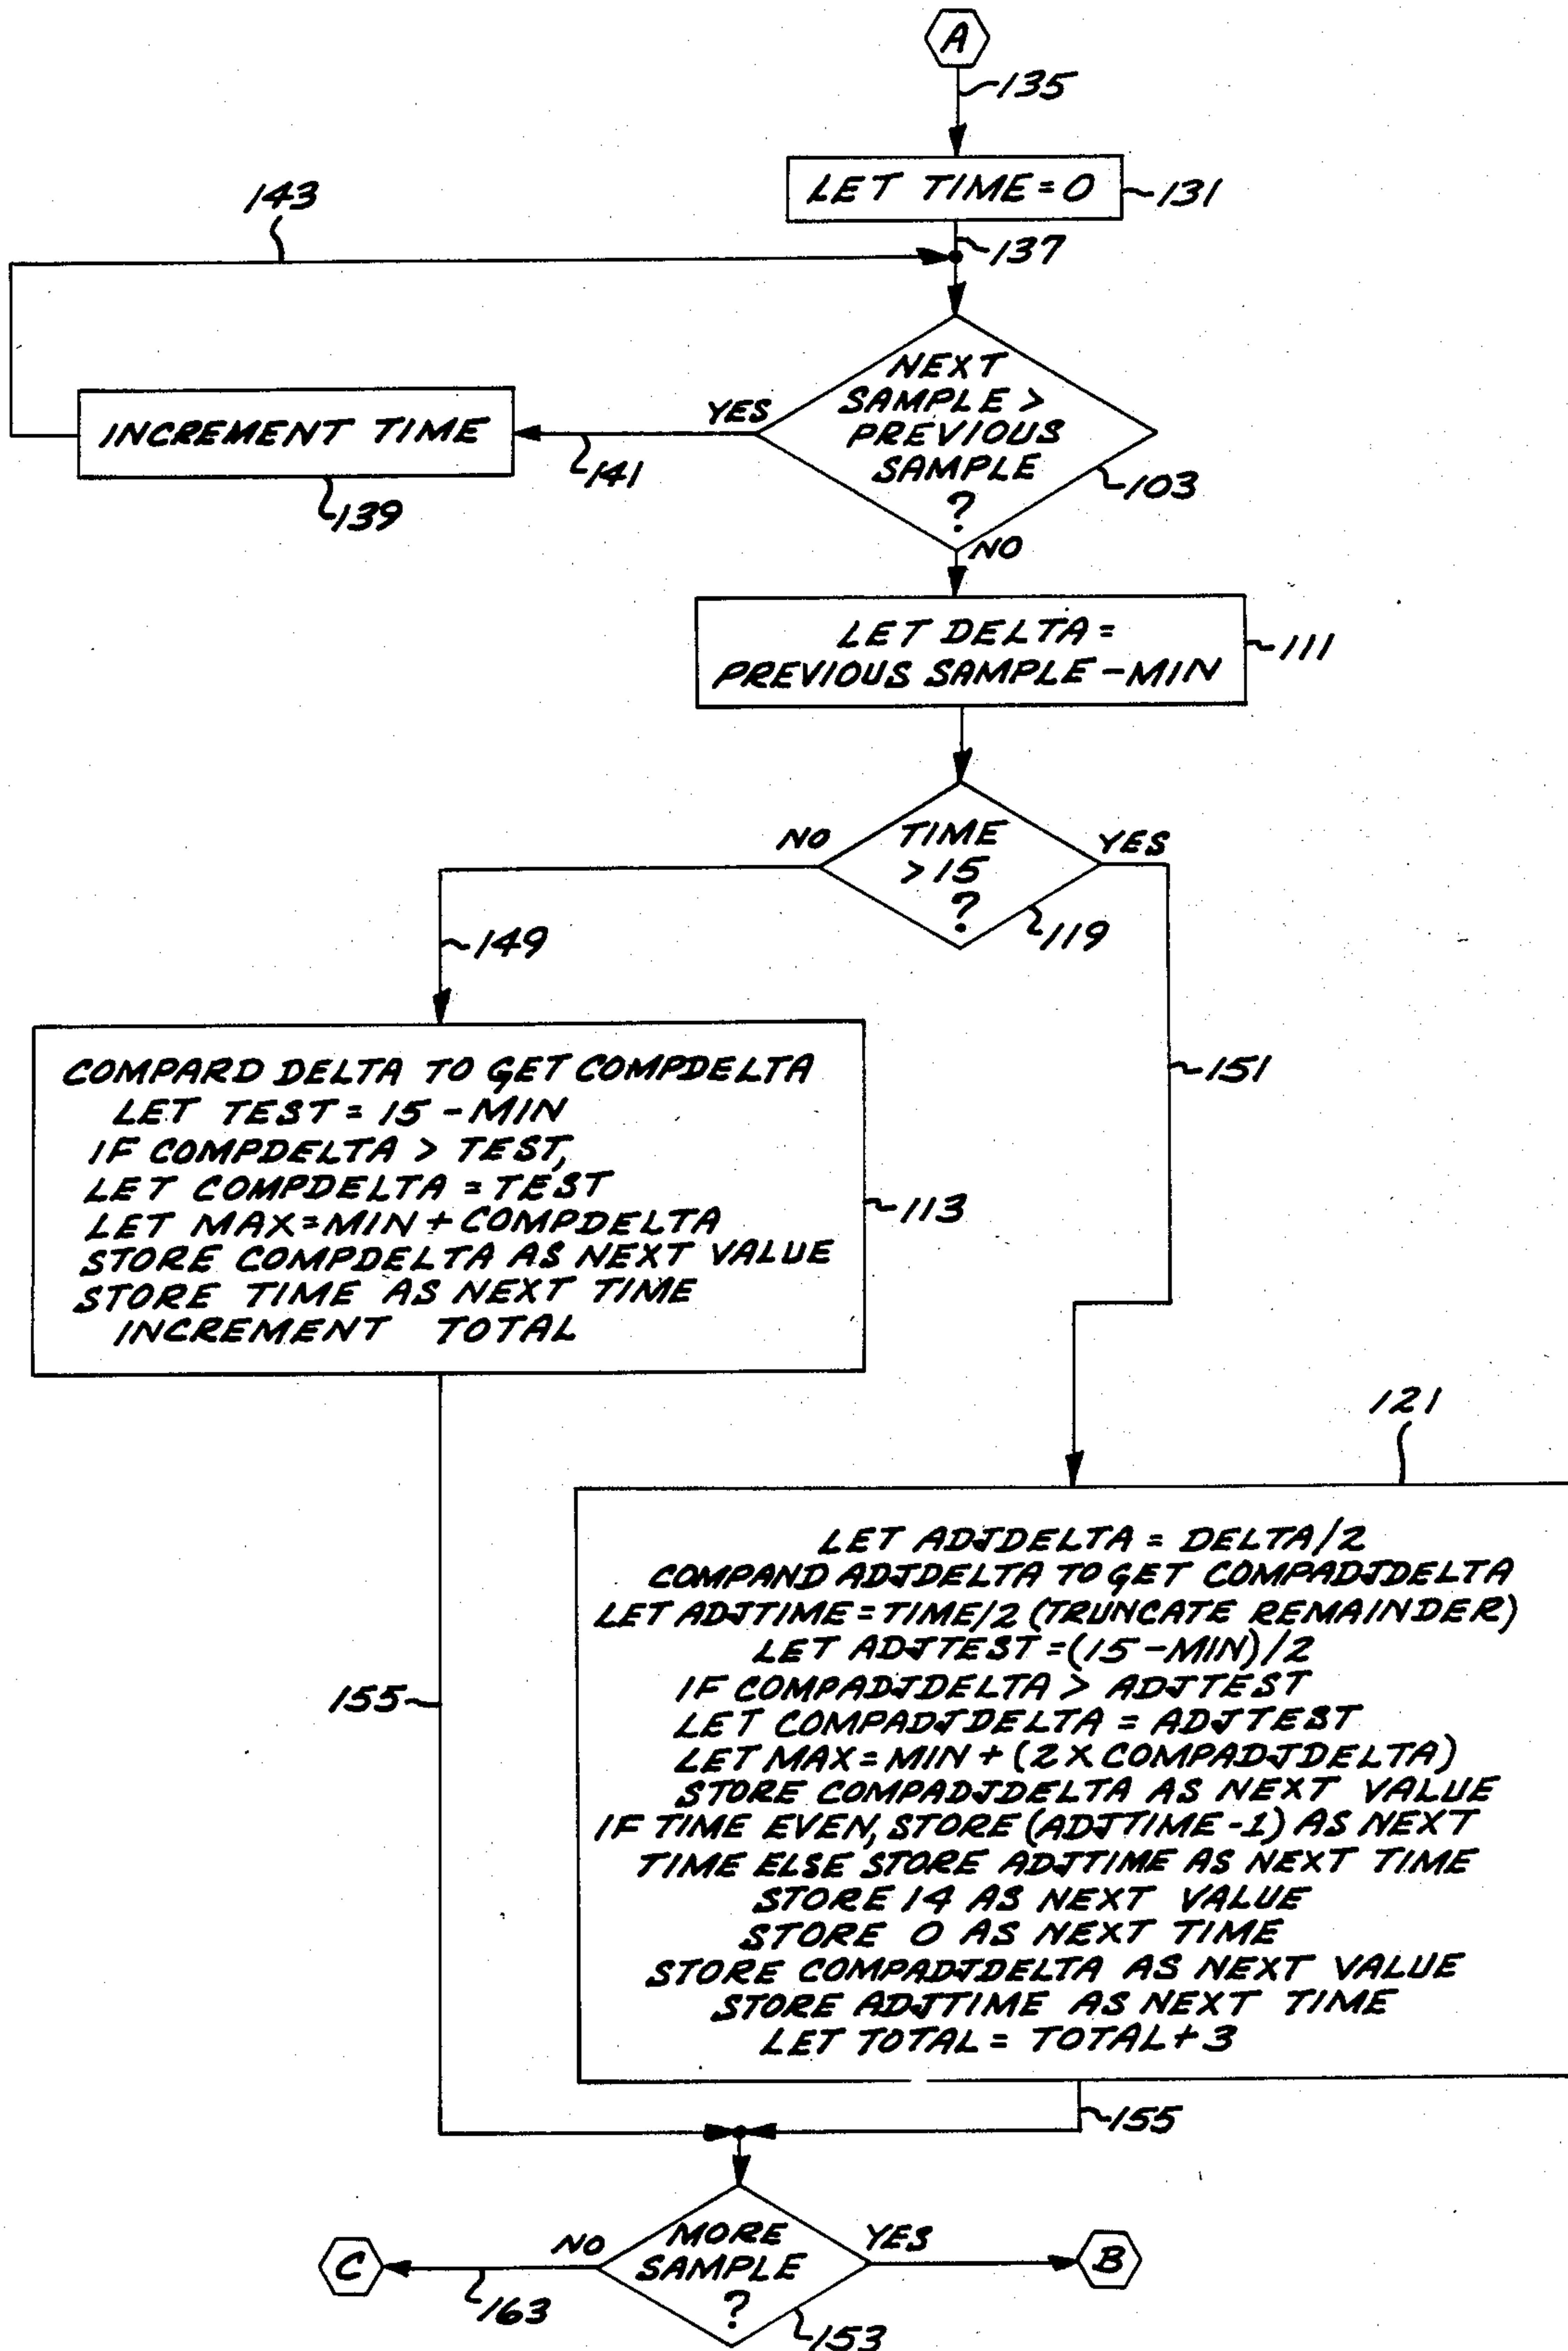 A
135
LET TIME = 0
131
143
137
NEXT
SAMPLE >
PREVIOUS
SAMPLE
?
YES
INCREMENT TIME
141
103
139
NO
LET DELTA =
PREVIOUS SAMPLE - MIN
111
NO
TIME
> 15
?
YES
119
149
151
COMPARD DELTA TO GET COMPDELTA
LET TEST = 15 - MIN
IF COMPDELTA > TEST,
LET COMPDELTA = TEST
LET MAX = MIN + COMPDELTA
STORE COMPDELTA AS NEXT VALUE
STORE TIME AS NEXT TIME
INCREMENT TOTAL
113
121
LET ADJDELTA = DELTA/2
COMPAND ADJDELTA TO GET COMPADJDELTA
LET ADJTIME = TIME/2 (TRUNCATE REMAINDER)
LET ADJTEST = (15 - MIN)/2
IF COMPADJDELTA > ADJTEST
LET COMPADJDELTA = ADJTEST
LET MAX = MIN + (2 X COMPADJDELTA)
STORE COMPADJDELTA AS NEXT VALUE
IF TIME EVEN, STORE (ADJTIME -1) AS NEXT
TIME ELSE STORE ADJTIME AS NEXT TIME
STORE 14 AS NEXT VALUE
STORE 0 AS NEXT TIME
STORE COMPADJDELTA AS NEXT VALUE
STORE ADJTIME AS NEXT TIME
LET TOTAL = TOTAL + 3
155
155
C
NO
MORE
SAMPLE
?
YES
B
163
153